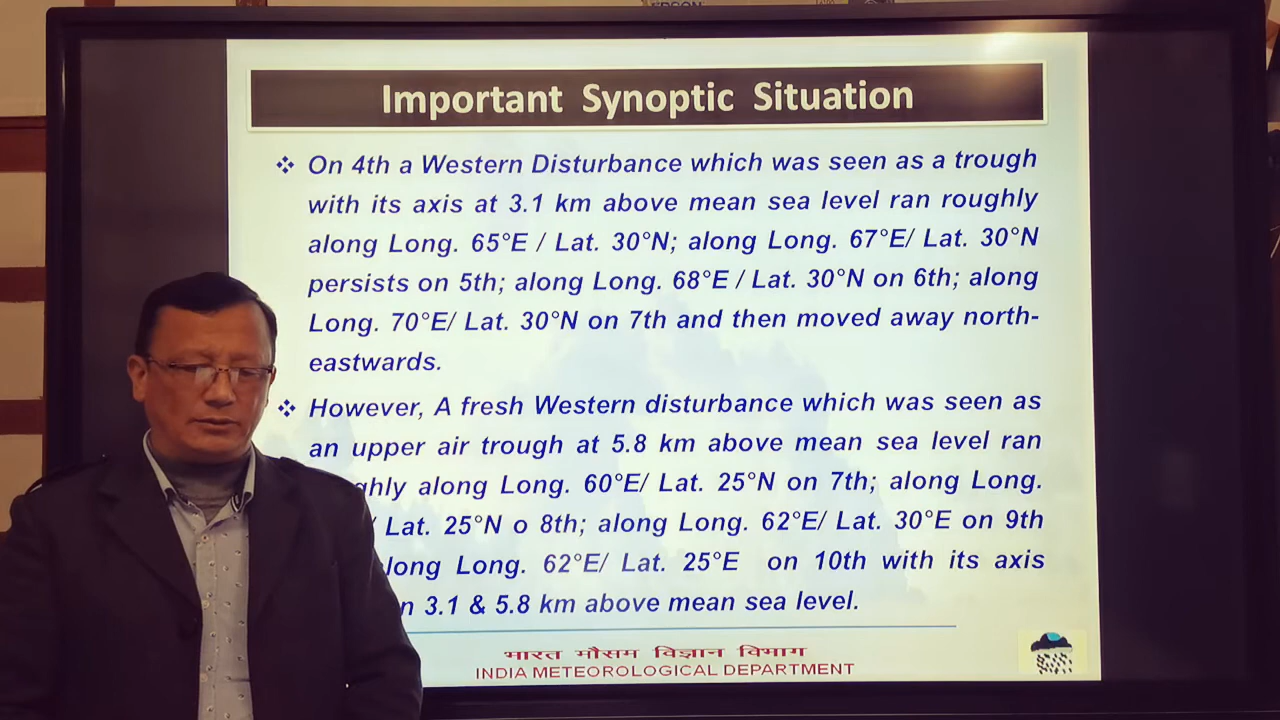 EPSON
Important Synoptic Situation
❖ On 4th a Western Disturbance which was seen as a trough
with its axis at 3.1 km above mean sea level ran roughly
along Long. 65°E / Lat. 30°N; along Long. 67°E/ Lat. 30°N
persists on 5th; along Long. 68°E / Lat. 30°N on 6th; along
Long. 70°E/ Lat. 30°N on 7th and then moved away north-
eastwards.
❖ However, A fresh Western disturbance which was seen as
an upper air trough at 5.8 km above mean sea level ran
along Long. 60°E/ Lat. 25°N on 7th; along Long.
/ Lat. 25°N o 8th; along Long. 62°E/ Lat. 30°E on 9th
Long. 62°E/ Lat. 25°E on 10th with its axis
3.1 & 5.8 km above mean sea level.
भारत मौसम विज्ञान विभाग
INDIA METEOROLOGICAL DEPARTMENT